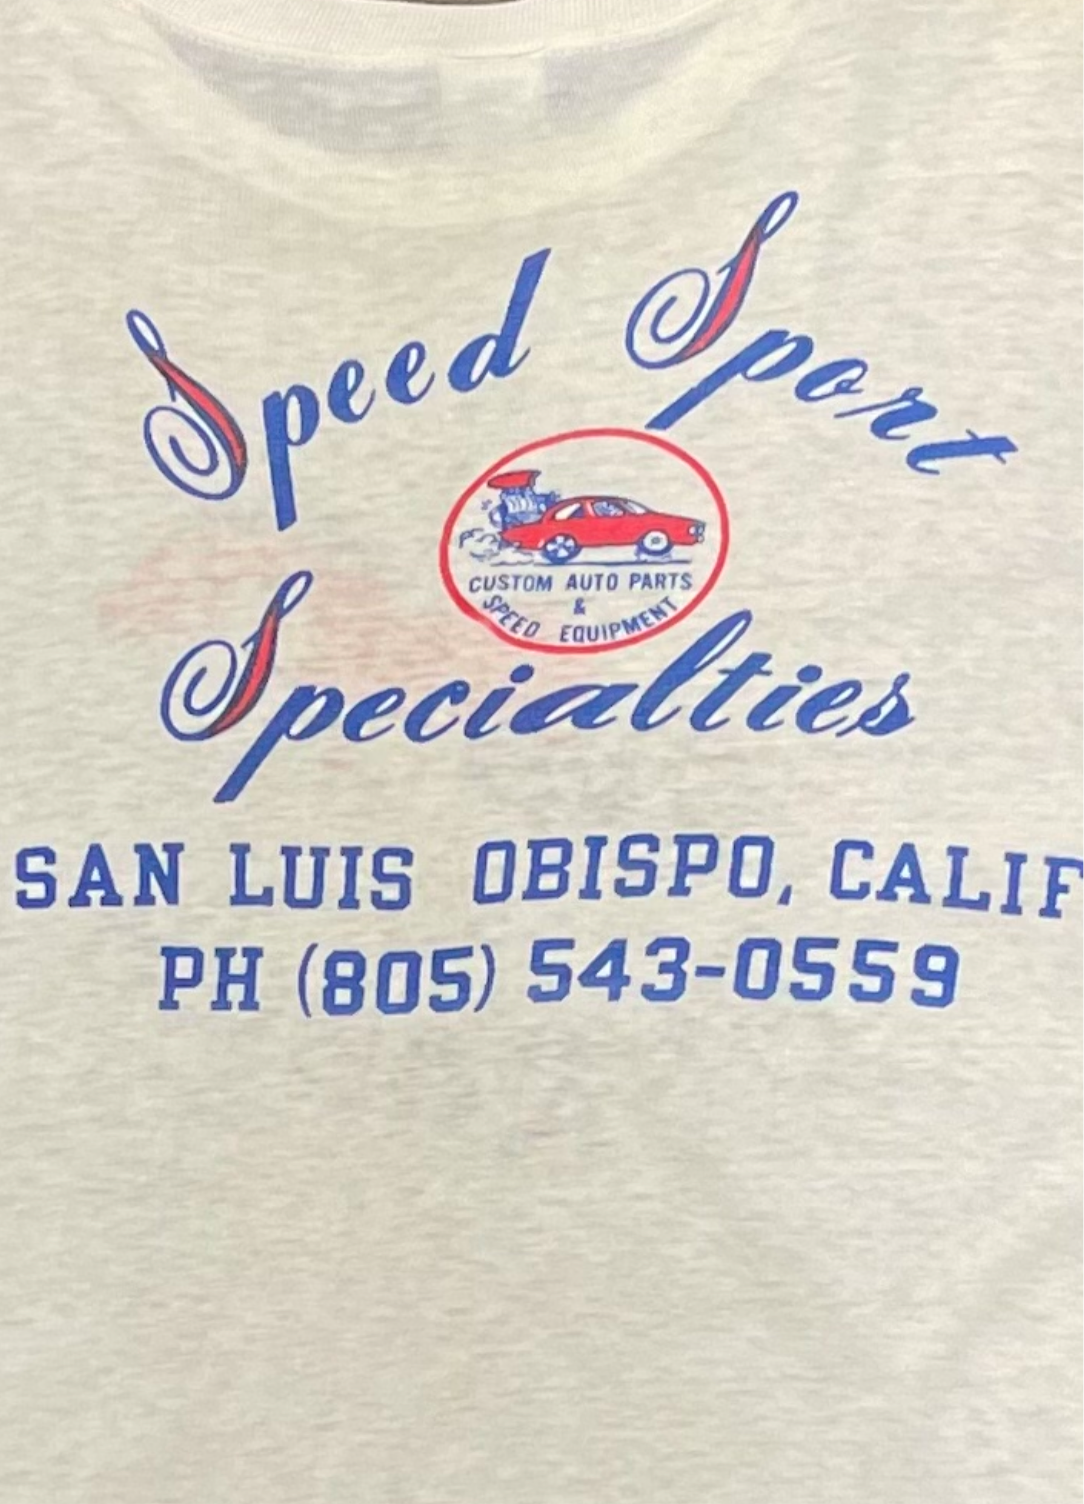 Speed Sport
CUSTOM AUTO PARTS
&
SPEED EQUIPMENT
Specialties
SAN LUIS OBISPO, CALIF
PH (805) 543-0559